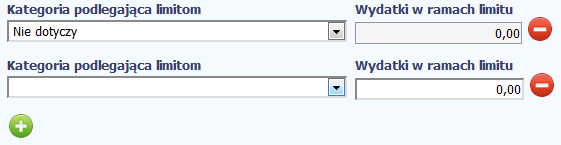 Kategoria podlegająca limitom Wydatki w ramach limitu
Nie dotyczy 0,00
Kategoria podlegająca limitom Wydatki w ramach limitu
0,00